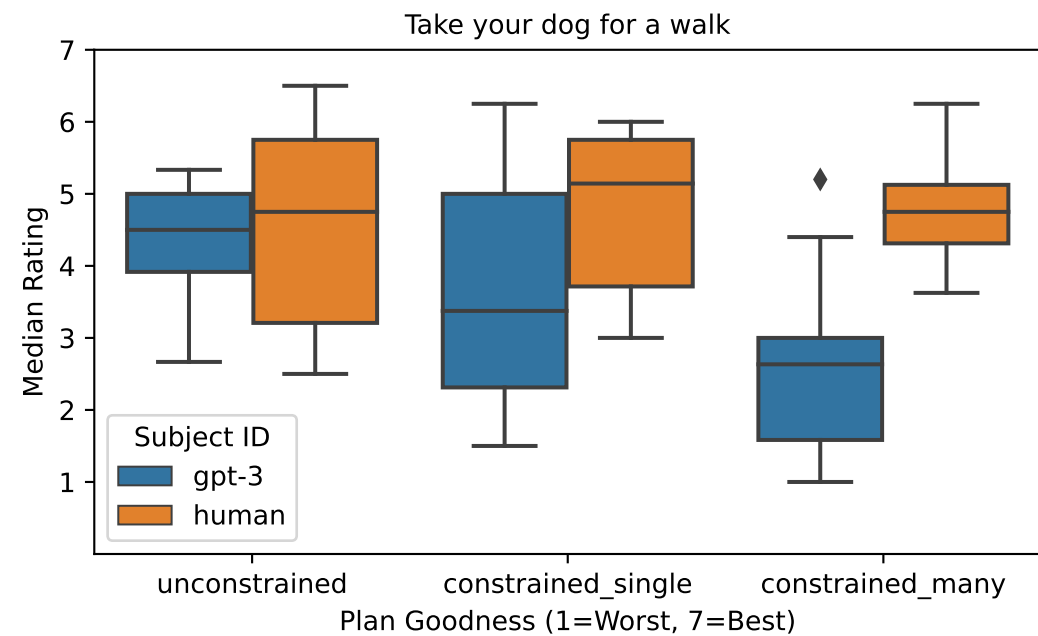 Take your dog for a walk
7
6
5
4
3
2
1
Median Rating
Subject ID
gpt-3
human
unconstrained
constrained_single
constrained_many
Plan Goodness (1=Worst, 7=Best)